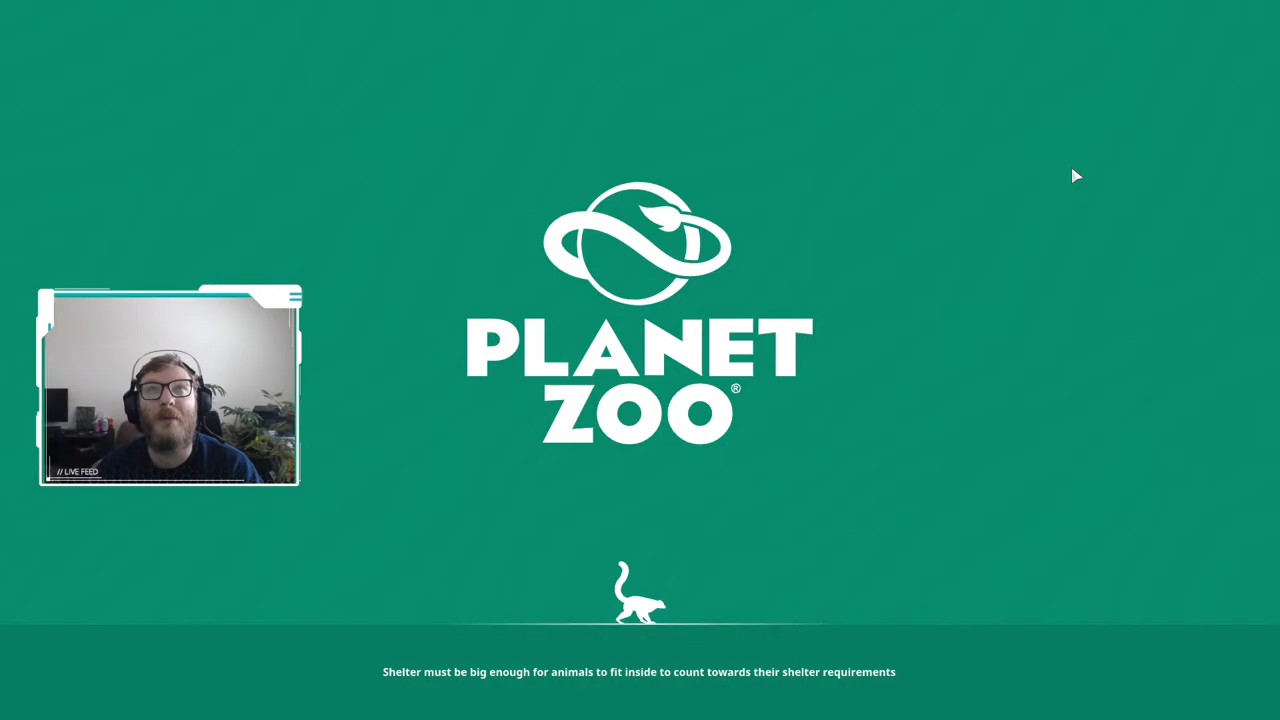 PLANET
ZOO®
// LIVE FEED
Shelter must be big enough for animals to fit inside to count towards their shelter requirements